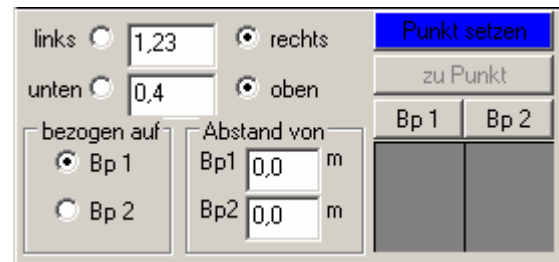 links 1,23 rechts Punkt setzen
unten 0,4 oben zu Punkt
bezogen auf Abstand von Bp 1 Bp 2
Bp 1 Bp1 0,0 m
Bp 2 Bp2 0,0 m